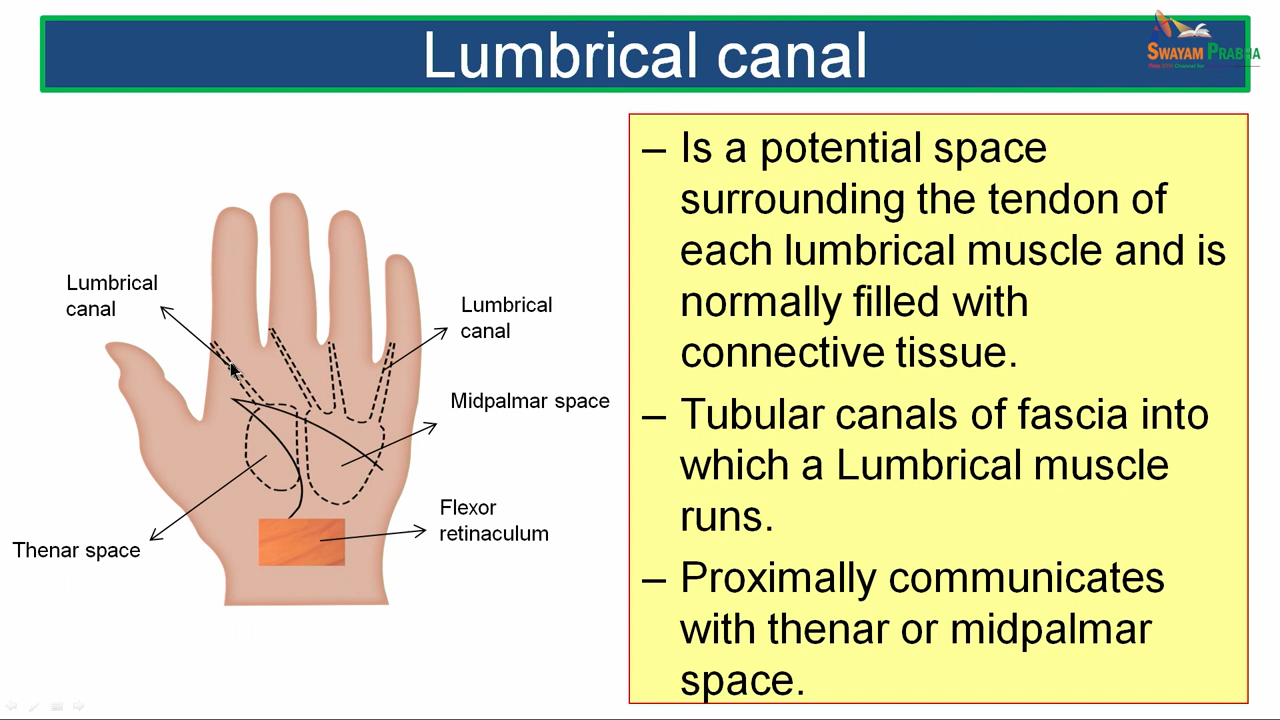 Lumbrical canal
SWAYAM PRABHA
– Is a potential space
surrounding the tendon of
each lumbrical muscle and is
normally filled with
connective tissue.
– Tubular canals of fascia into
which a Lumbrical muscle
runs.
– Proximally communicates
with thenar or midpalmar
space.
Lumbrical
canal
Lumbrical
canal
Midpalmar space
Flexor
retinaculum
Thenar space